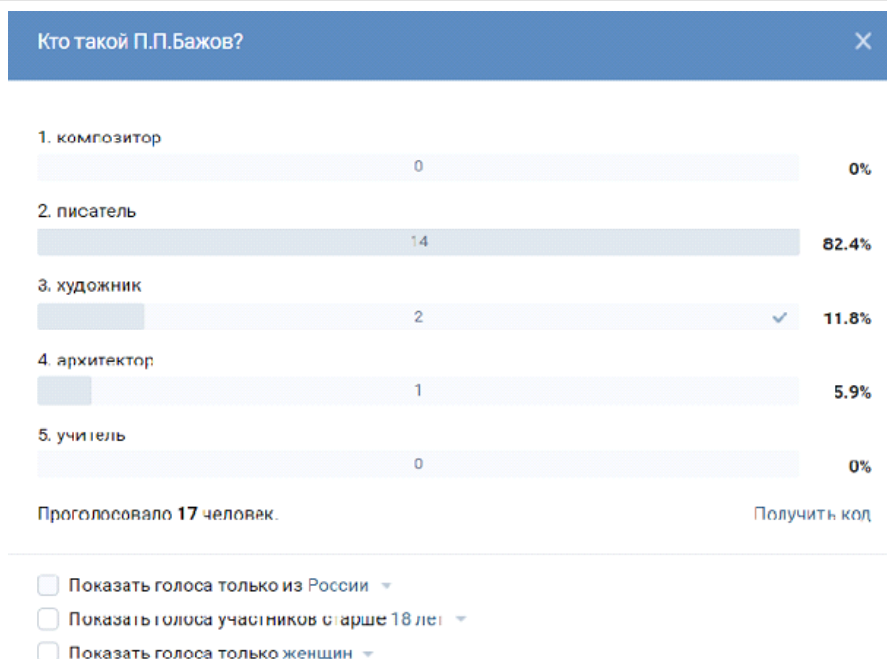 Кто такой П.П.Бажов?
1. композитор
0
0%
2. писатель
14
82.4%
3. художник
2
11.8%
4. архитектор
1
5.9%
5. учитель
0
0%
Проголосовало 17 человек. Получить код
Показать голоса только из России
Показать голоса участников старше 18 лет
Показать голоса только женщин